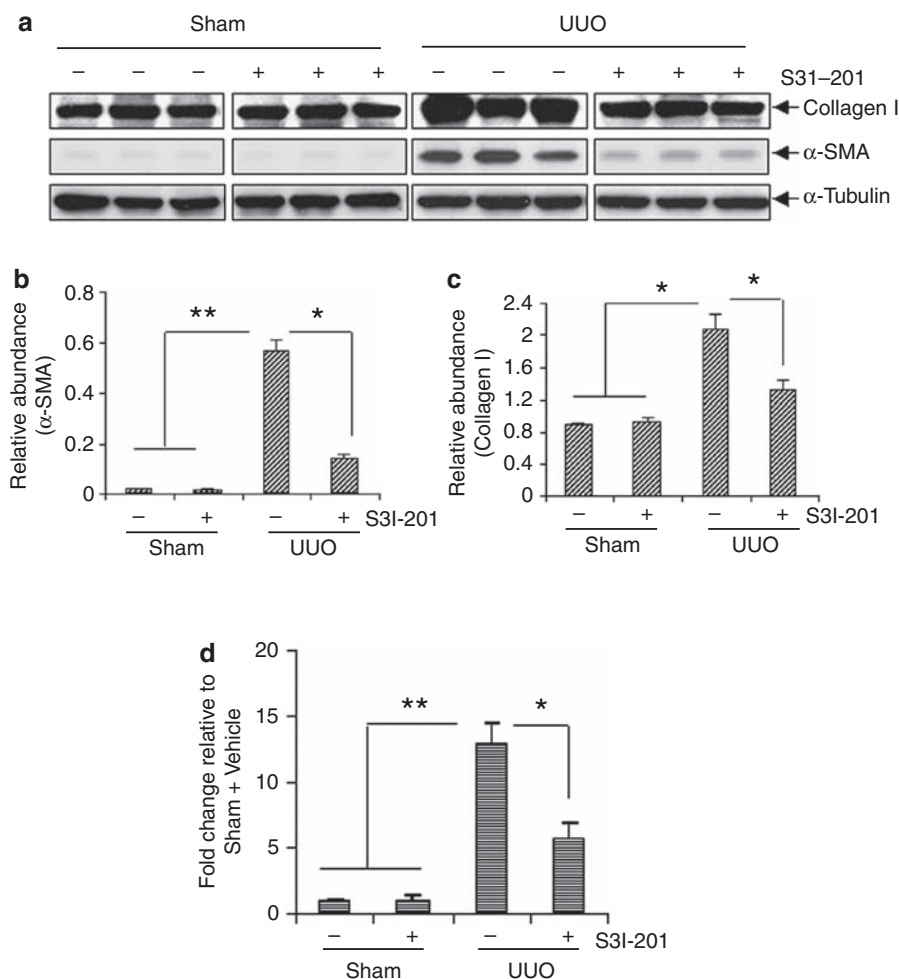 a
Sham UUO
– – – + + + – – – + + + S31–201
Collagen I
α-SMA
α-Tubulin
b
Relative abundance
(α-SMA)
0.8
0.6
0.4
0.2
0
** *
– + – + S3I-201
Sham UUO
c
Relative abundance
(Collagen I)
2.4
2
1.6
1.2
0.8
0.4
0
* *
– + – + S3I-201
Sham UUO
d
Fold change relative to
Sham + Vehicle
20
15
10
5
0
** *
– + – + S3I-201
Sham UUO